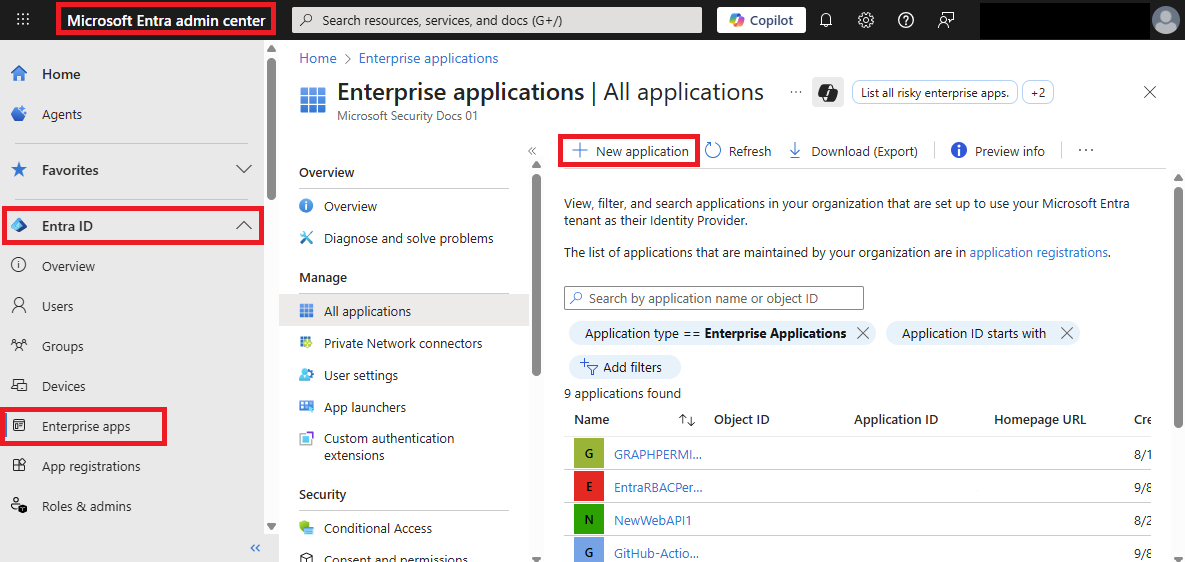 Microsoft Entra admin center
Search resources, services, and docs (G+/)
Copilot
Home
Agents
Favorites
Entra ID
Overview
Users
Groups
Devices
Enterprise apps
App registrations
Roles & admins
Home > Enterprise applications
Enterprise applications | All applications
...
List all risky enterprise apps.
+2
Microsoft Security Docs 01
Overview
Overview
Diagnose and solve problems
Manage
All applications
Private Network connectors
User settings
App launchers
Custom authentication
extensions
Security
Conditional Access
Consent and permissions
New application
Refresh
Download (Export)
Preview info
...
View, filter, and search applications in your organization that are set up to use your Microsoft Entra
tenant as their Identity Provider.
The list of applications that are maintained by your organization are in application registrations.
Search by application name or object ID
Application type == Enterprise Applications
Application ID starts with
Add filters
9 applications found
Name Object ID Application ID Homepage URL Cre
G GRAPHPERMI... 8/1
E EntraRBACPer... 9/8
N NewWebAPI1 8/2
G GitHub-Actio... 9/8